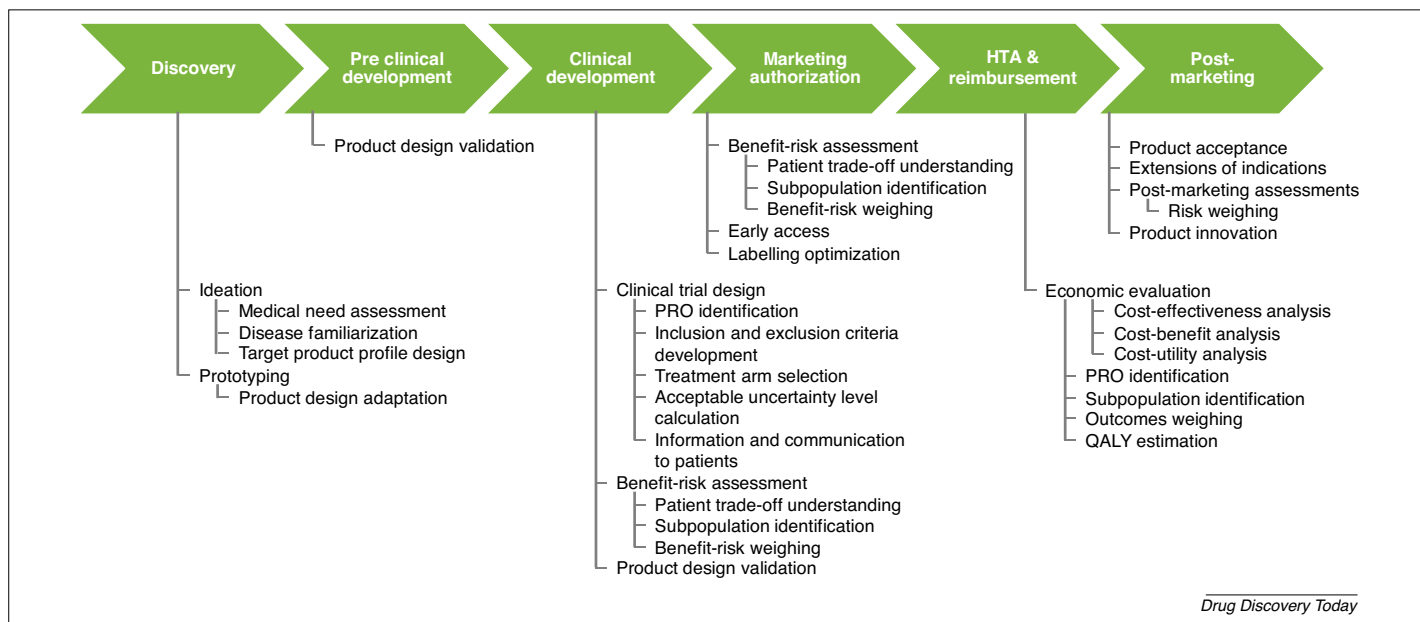 Discovery
Pre clinical
development
Clinical
development
Marketing
authorization
HTA &
reimbursement
Post-
marketing
Ideation
Medical need assessment
Disease familiarization
Target product profile design
Prototyping
Product design adaptation
Product design validation
Clinical trial design
PRO identification
Inclusion and exclusion criteria
development
Treatment arm selection
Acceptable uncertainty level
calculation
Information and communication
to patients
Benefit-risk assessment
Patient trade-off understanding
Subpopulation identification
Benefit-risk weighing
Product design validation
Benefit-risk assessment
Patient trade-off understanding
Subpopulation identification
Benefit-risk weighing
Early access
Labelling optimization
Economic evaluation
Cost-effectiveness analysis
Cost-benefit analysis
Cost-utility analysis
PRO identification
Subpopulation identification
Outcomes weighing
QALY estimation
Product acceptance
Extensions of indications
Post-marketing assessments
Risk weighing
Product innovation
Drug Discovery Today